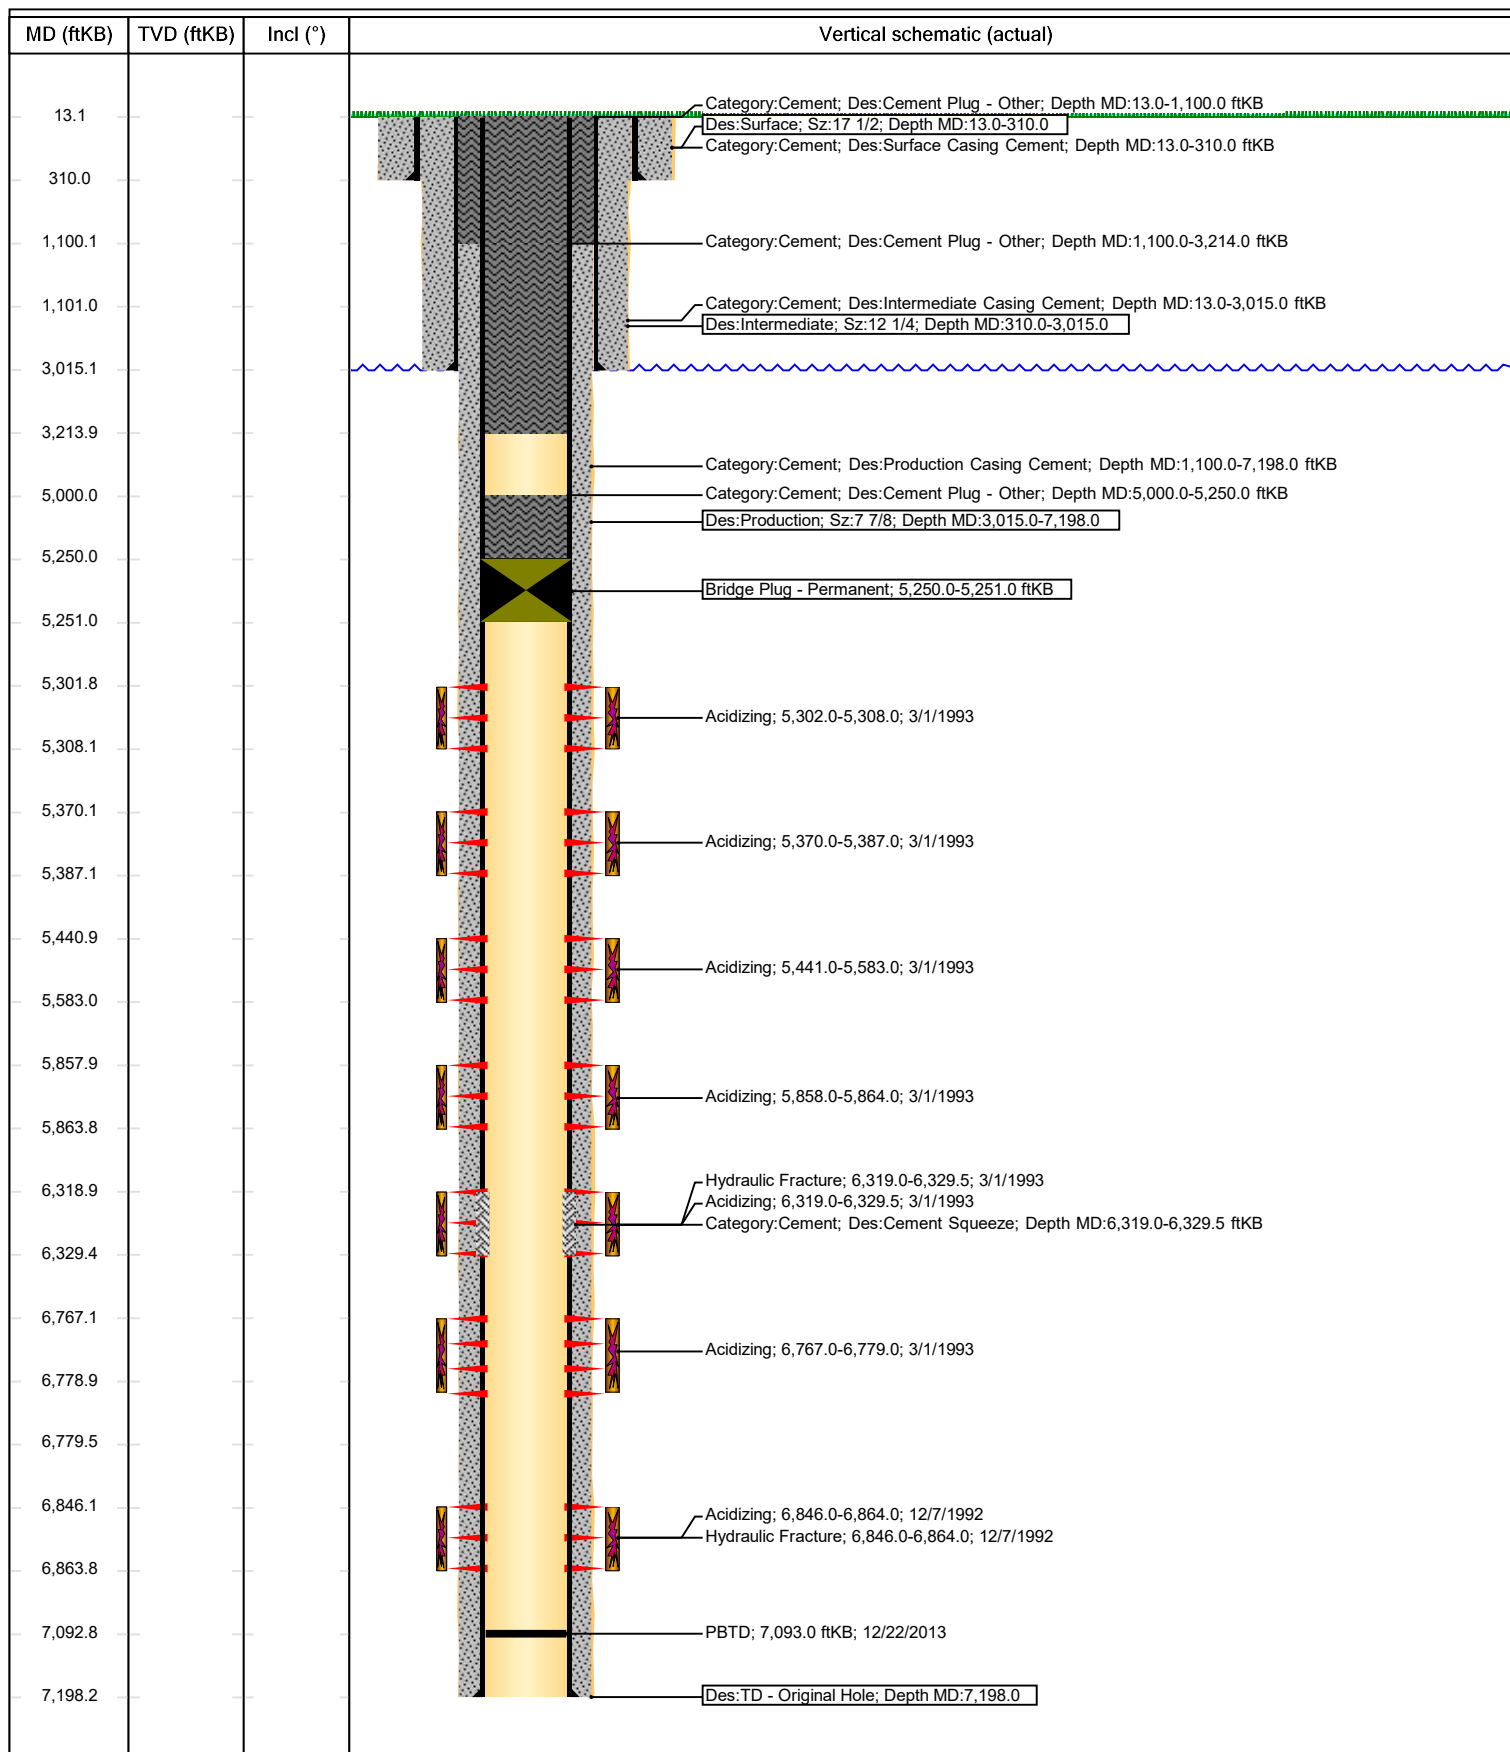 MD (ftKB) TVD (ftKB) Incl (°) Vertical schematic (actual)
Category:Cement; Des:Cement Plug - Other; Depth MD:13.0-1,100.0 ftKB
13.1
Des:Surface; Sz:17 1/2; Depth MD:13.0-310.0
Category:Cement; Des:Surface Casing Cement; Depth MD:13.0-310.0 ftKB
310.0
1,100.1 Category:Cement; Des:Cement Plug - Other; Depth MD:1,100.0-3,214.0 ftKB
1,101.0 Category:Cement; Des:Intermediate Casing Cement; Depth MD:13.0-3,015.0 ftKB
Des:Intermediate; Sz:12 1/4; Depth MD:310.0-3,015.0
3,015.1
3,213.9
Category:Cement; Des:Production Casing Cement; Depth MD:1,100.0-7,198.0 ftKB
5,000.0 Category:Cement; Des:Cement Plug - Other; Depth MD:5,000.0-5,250.0 ftKB
Des:Production; Sz:7 7/8; Depth MD:3,015.0-7,198.0
5,250.0
Bridge Plug - Permanent; 5,250.0-5,251.0 ftKB
5,251.0
5,301.8
Acidizing; 5,302.0-5,308.0; 3/1/1993
5,308.1
5,370.1
Acidizing; 5,370.0-5,387.0; 3/1/1993
5,387.1
5,440.9
Acidizing; 5,441.0-5,583.0; 3/1/1993
5,583.0
5,857.9
Acidizing; 5,858.0-5,864.0; 3/1/1993
5,863.8
Hydraulic Fracture; 6,319.0-6,329.5; 3/1/1993
6,318.9
Acidizing; 6,319.0-6,329.5; 3/1/1993
Category:Cement; Des:Cement Squeeze; Depth MD:6,319.0-6,329.5 ftKB
6,329.4
6,767.1
Acidizing; 6,767.0-6,779.0; 3/1/1993
6,778.9
6,779.5
6,846.1
Acidizing; 6,846.0-6,864.0; 12/7/1992
Hydraulic Fracture; 6,846.0-6,864.0; 12/7/1992
6,863.8
7,092.8 PBTD; 7,093.0 ftKB; 12/22/2013
7,198.2 Des:TD - Original Hole; Depth MD:7,198.0